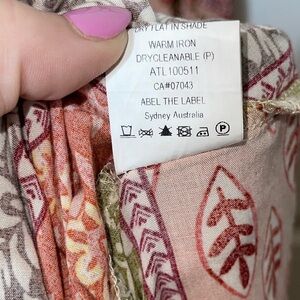 DRY FLAT IN SHADE
WARM IRON
DRYCLEANABLE (P)
ATL100511
CA#07043
ABEL THE LABEL
Sydney Australia
P